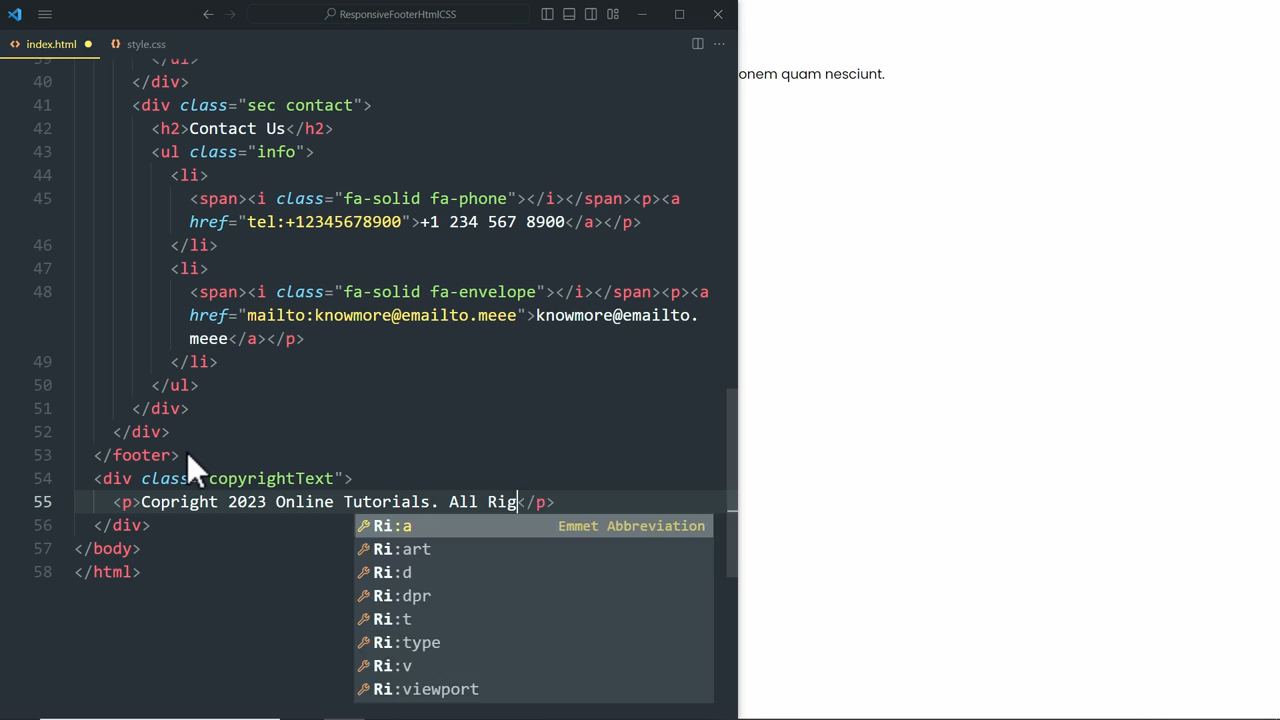 ResponsiveFooterHtmlCSS
index.html
style.css
onem quam nesciunt.
39 </ul>
40 </div>
41 <div class="sec contact">
42 <h2>Contact Us</h2>
43 <ul class="info">
44 <li>
45 <span><i class="fa-solid fa-phone"></i></span><p><a
href="tel:+12345678900">+1 234 567 8900</a></p>
46 </li>
47 <li>
48 <span><i class="fa-solid fa-envelope"></i></span><p><a
href="mailto:knowmore@emailto.meee">knowmore@emailto.
meee</a></p>
49 </li>
50 </ul>
51 </div>
52 </div>
53 </footer>
54 <div class "copyrightText">
55 <p>Copright 2023 Online Tutorials. All Rig</p>
56 </div>
57 </body>
58 </html>
Ri:a Emmet Abbreviation
Ri:art
Ri:d
Ri:dpr
Ri:t
Ri:type
Ri:v
Ri:viewport